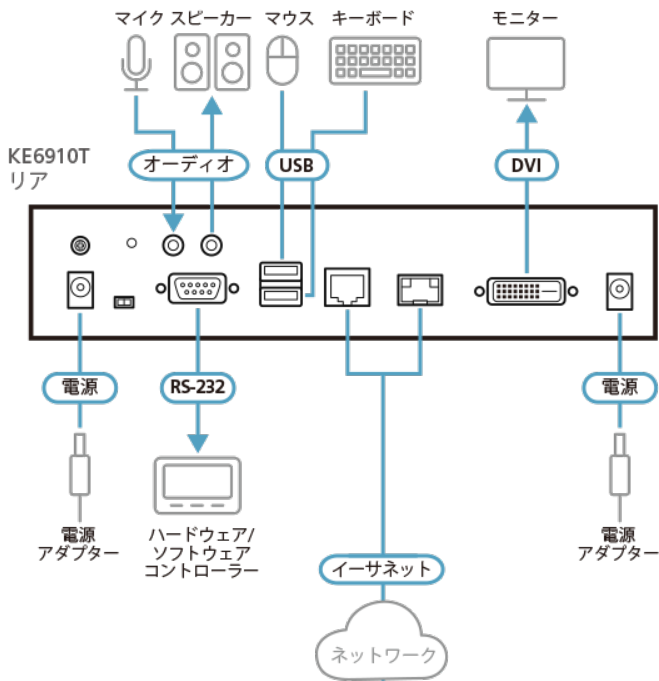 マイク スピーカー マウス キーボード モニター
KE6910T
リア
オーディオ USB DVI
電源 RS-232 電源
電源
アダプター
ハードウェア/
ソフトウェア
コントローラー
電源
アダプター
イーサネット
ネットワーク